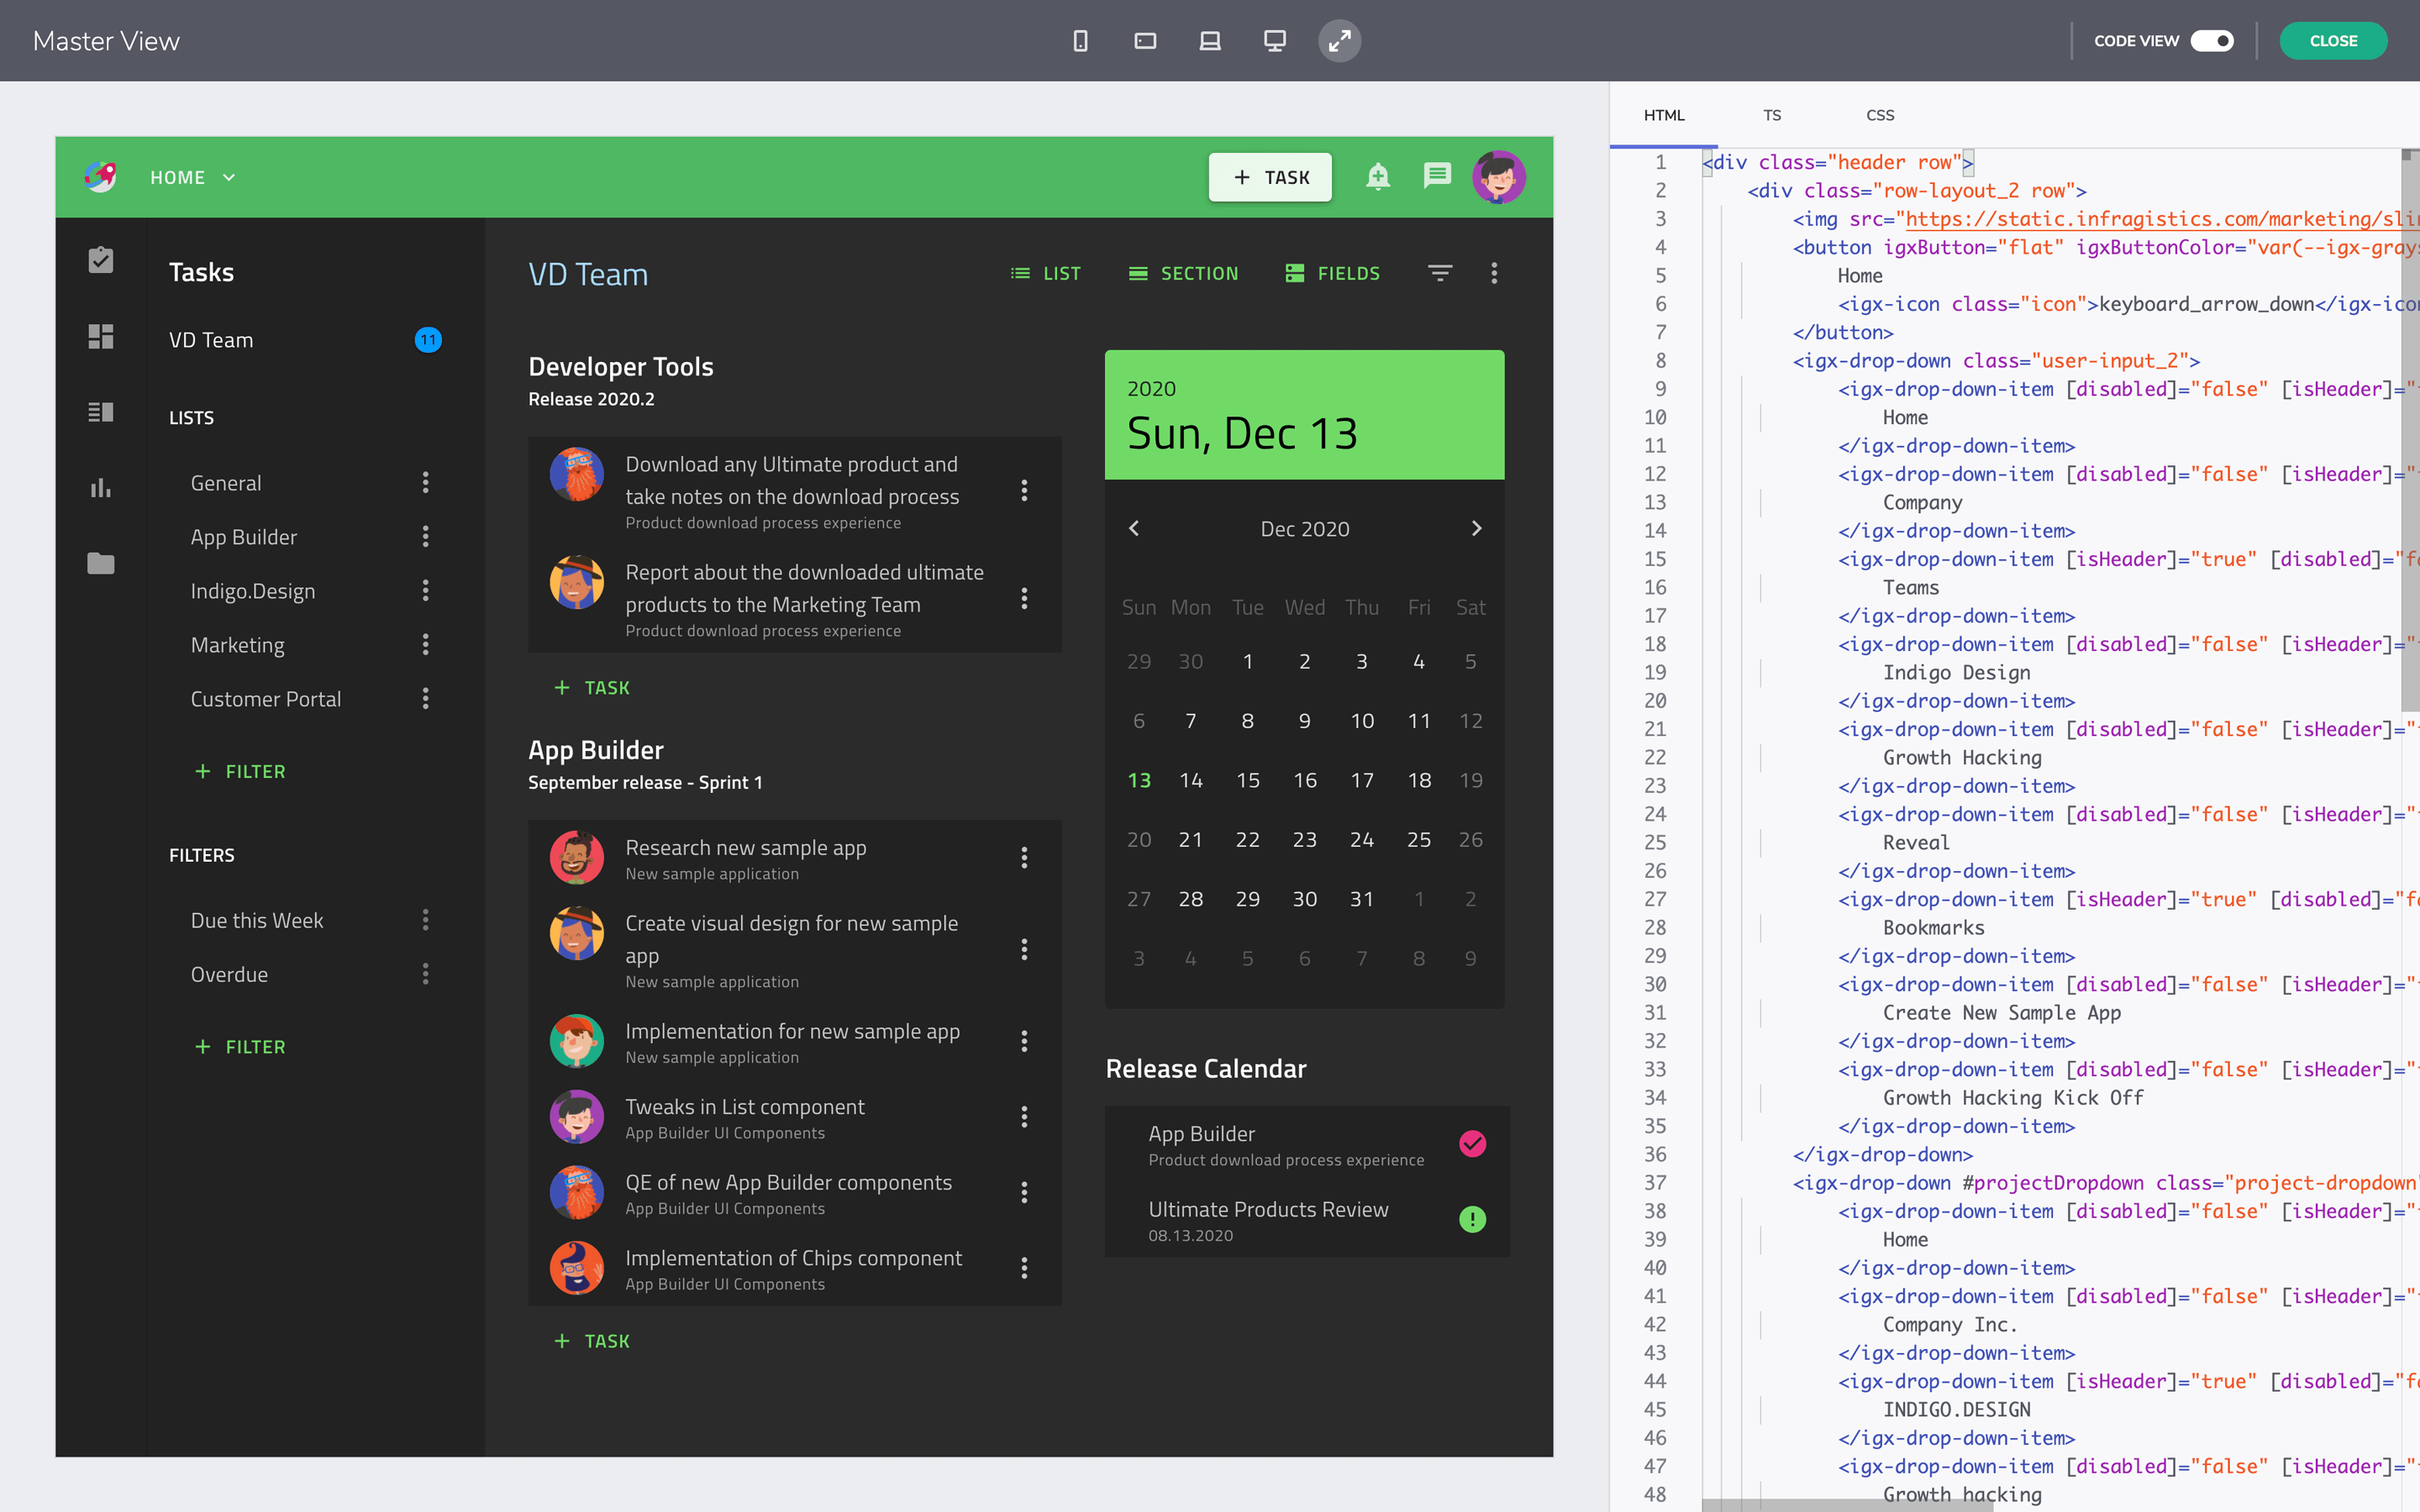 Master View
CODE VIEW
CLOSE
HOME
+ TASK
Tasks
VD Team
11
LISTS
General
App Builder
Indigo.Design
Marketing
Customer Portal
+ FILTER
FILTERS
Due this Week
Overdue
+ FILTER
VD Team
LIST
SECTION
FIELDS
Developer Tools
Release 2020.2
Download any Ultimate product and
take notes on the download process
Product download process experience
Report about the downloaded ultimate
products to the Marketing Team
Product download process experience
+ TASK
App Builder
September release - Sprint 1
Research new sample app
New sample application
Create visual design for new sample
app
New sample application
Implementation for new sample app
New sample application
Tweaks in List component
App Builder UI Components
QE of new App Builder components
App Builder UI Components
Implementation of Chips component
App Builder UI Components
+ TASK
2020
Sun, Dec 13
Dec 2020
Sun Mon Tue Wed Thu Fri Sat
29 30 1 2 3 4 5
6 7 8 9 10 11 12
13 14 15 16 17 18 19
20 21 22 23 24 25 26
27 28 29 30 31 1 2
3 4 5 6 7 8 9
Release Calendar
App Builder
Product download process experience
Ultimate Products Review
08.13.2020
HTML TS CSS
1 <div class="header row">
2 <div class="row-layout_2 row">
3 <img src="https://static.infragistics.com/marketing/sli
4 <button igxButton="flat" igxButtonColor="var(--igx-grays
5 Home
6 <igx-icon class="icon">keyboard_arrow_down</igx-ico
7 </button>
8 <igx-drop-down class="user-input_2">
9 <igx-drop-down-item [disabled]="false" [isHeader]="
10 Home
11 </igx-drop-down-item>
12 <igx-drop-down-item [disabled]="false" [isHeader]="
13 Company
14 </igx-drop-down-item>
15 <igx-drop-down-item [isHeader]="true" [disabled]="fa
16 Teams
17 </igx-drop-down-item>
18 <igx-drop-down-item [disabled]="false" [isHeader]="
19 Indigo Design
20 </igx-drop-down-item>
21 <igx-drop-down-item [disabled]="false" [isHeader]="
22 Growth Hacking
23 </igx-drop-down-item>
24 <igx-drop-down-item [disabled]="false" [isHeader]="
25 Reveal
26 </igx-drop-down-item>
27 <igx-drop-down-item [isHeader]="true" [disabled]="fa
28 Bookmarks
29 </igx-drop-down-item>
30 <igx-drop-down-item [disabled]="false" [isHeader]="
31 Create New Sample App
32 </igx-drop-down-item>
33 <igx-drop-down-item [disabled]="false" [isHeader]="
34 Growth Hacking Kick Off
35 </igx-drop-down-item>
36 </igx-drop-down>
37 <igx-drop-down #projectDropdown class="project-dropdown"
38 <igx-drop-down-item [disabled]="false" [isHeader]="
39 Home
40 </igx-drop-down-item>
41 <igx-drop-down-item [disabled]="false" [isHeader]="
42 Company Inc.
43 </igx-drop-down-item>
44 <igx-drop-down-item [isHeader]="true" [disabled]="fa
45 INDIGO.DESIGN
46 </igx-drop-down-item>
47 <igx-drop-down-item [disabled]="false" [isHeader]="
48 Growth hacking